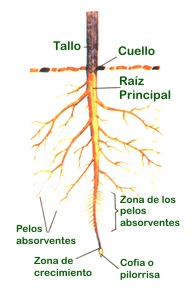 Tallo
Cuello
Raíz
Principal
Zona de los
pelos
absorventes
Pelos
absorventes
Zona de
crecimiento
Cofia o
pilorrisa